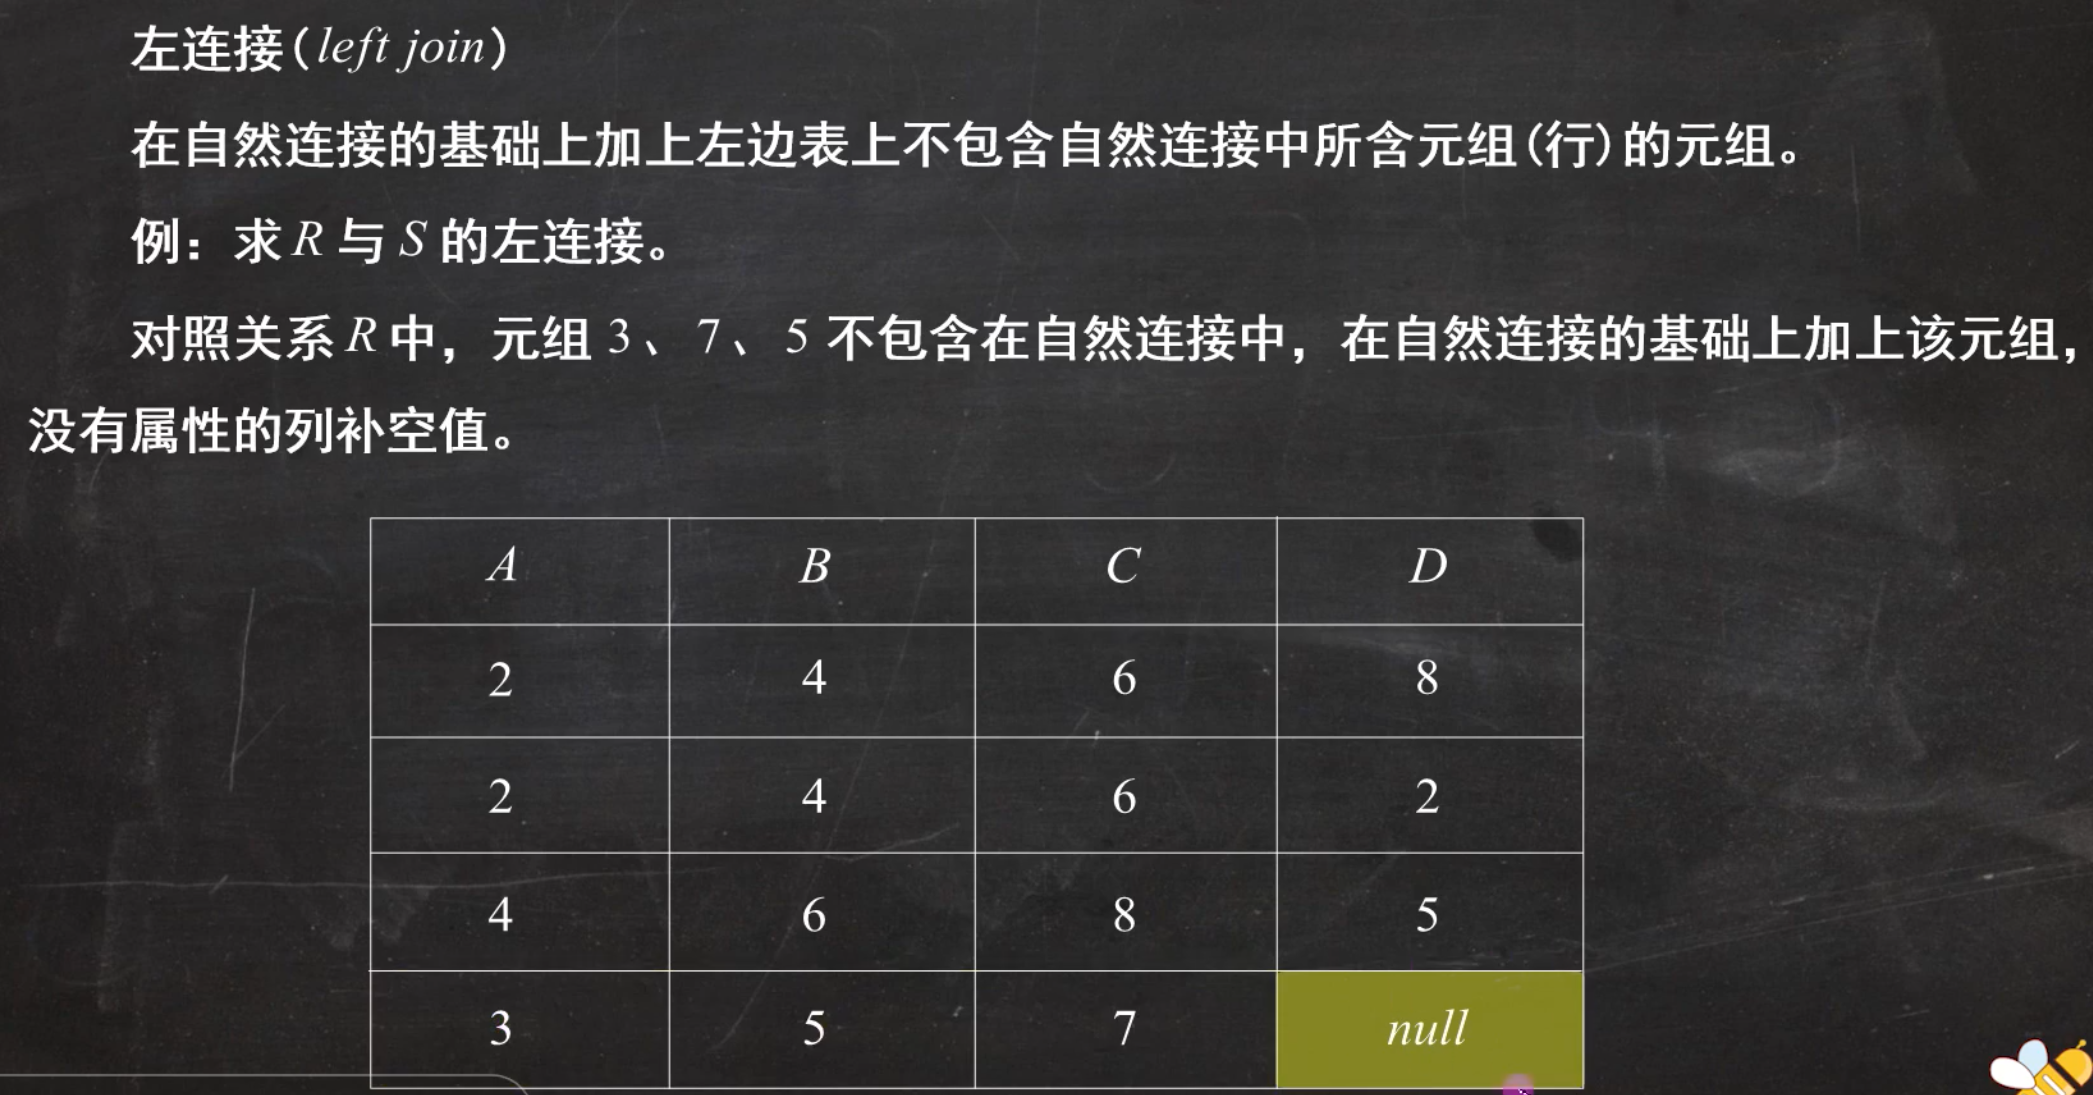 左连接(left join)
在自然连接的基础上加上左边表上不包含自然连接中所含元组(行)的元组。
例：求R与S的左连接。
对照关系R中，元组 3、7、5 不包含在自然连接中，在自然连接的基础上加上该元组，
没有属性的列补空值。
A B C D
2 4 6 8
2 4 6 2
4 6 8 5
3 5 7 null